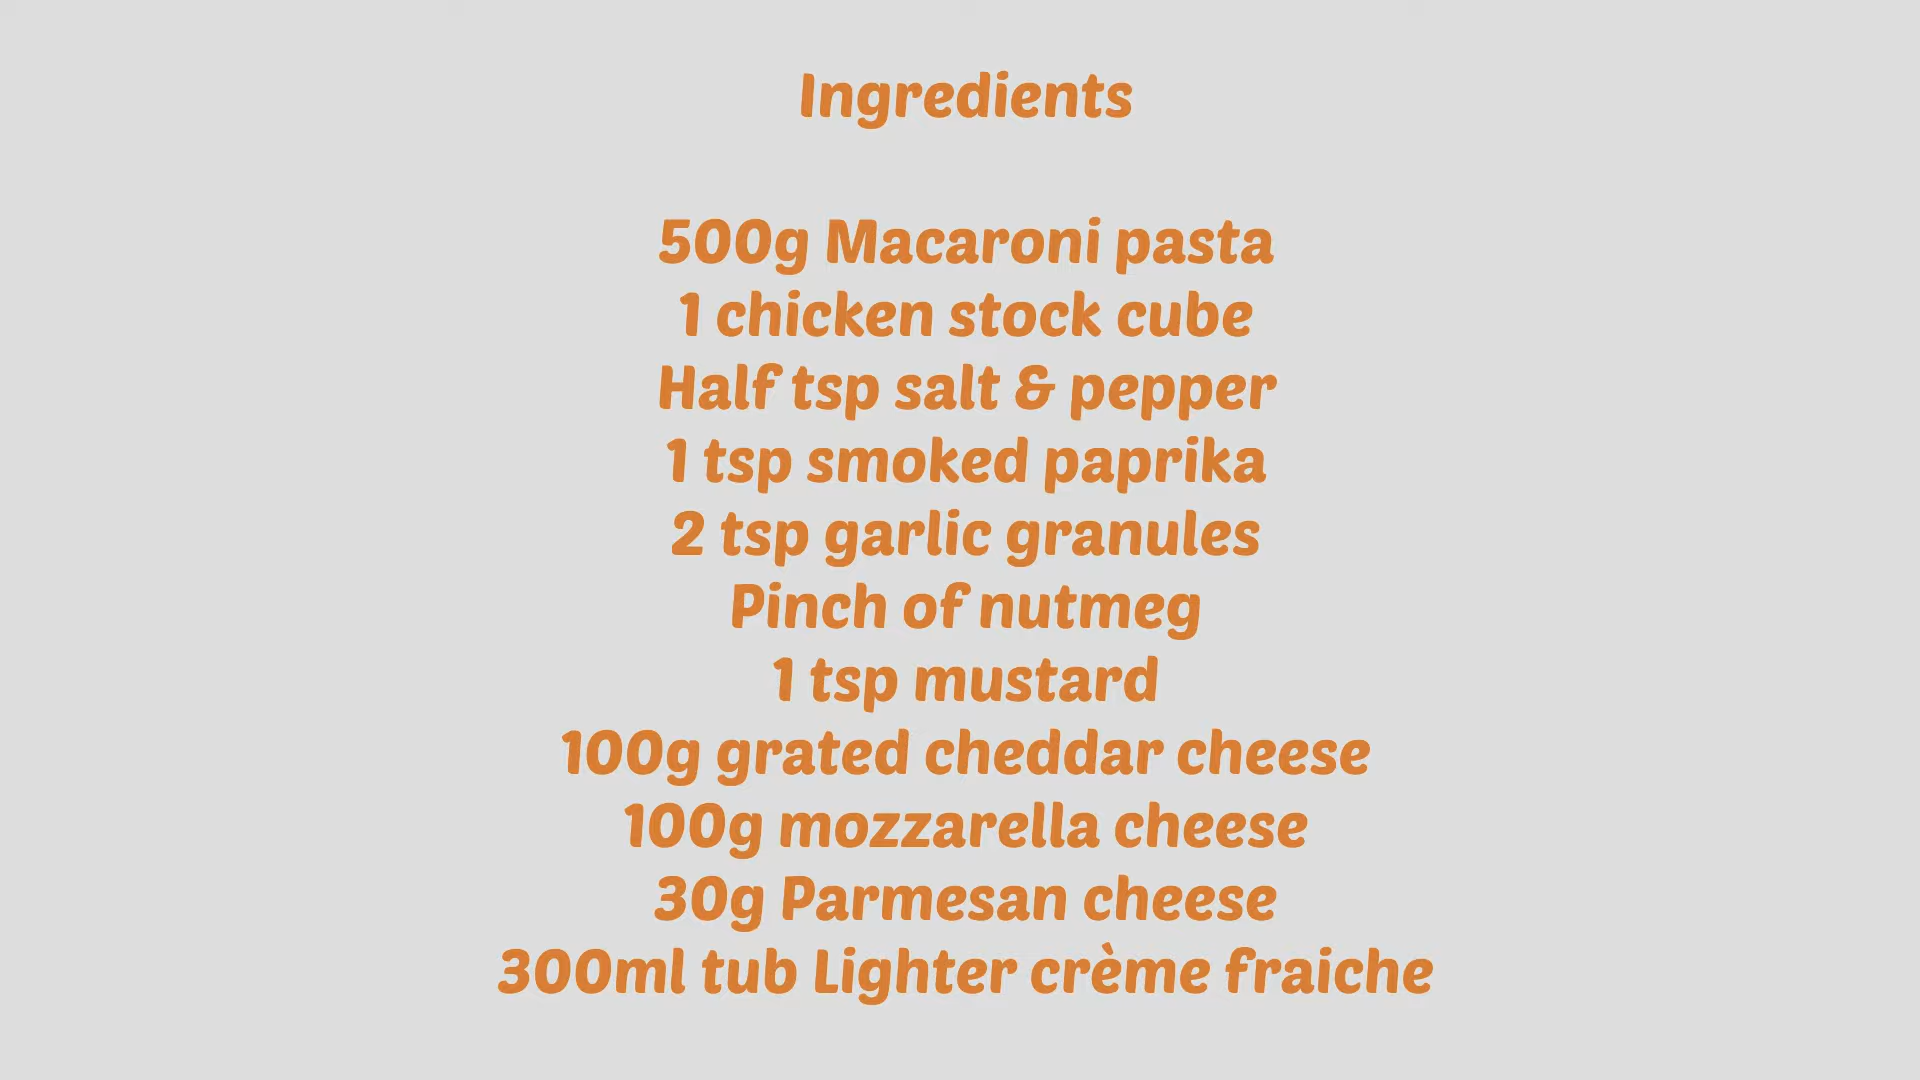 Ingredients
500g Macaroni pasta
1 chicken stock cube
Half tsp salt & pepper
1 tsp smoked paprika
2 tsp garlic granules
Pinch of nutmeg
1 tsp mustard
100g grated cheddar cheese
100g mozzarella cheese
30g Parmesan cheese
300ml tub Lighter crème fraiche